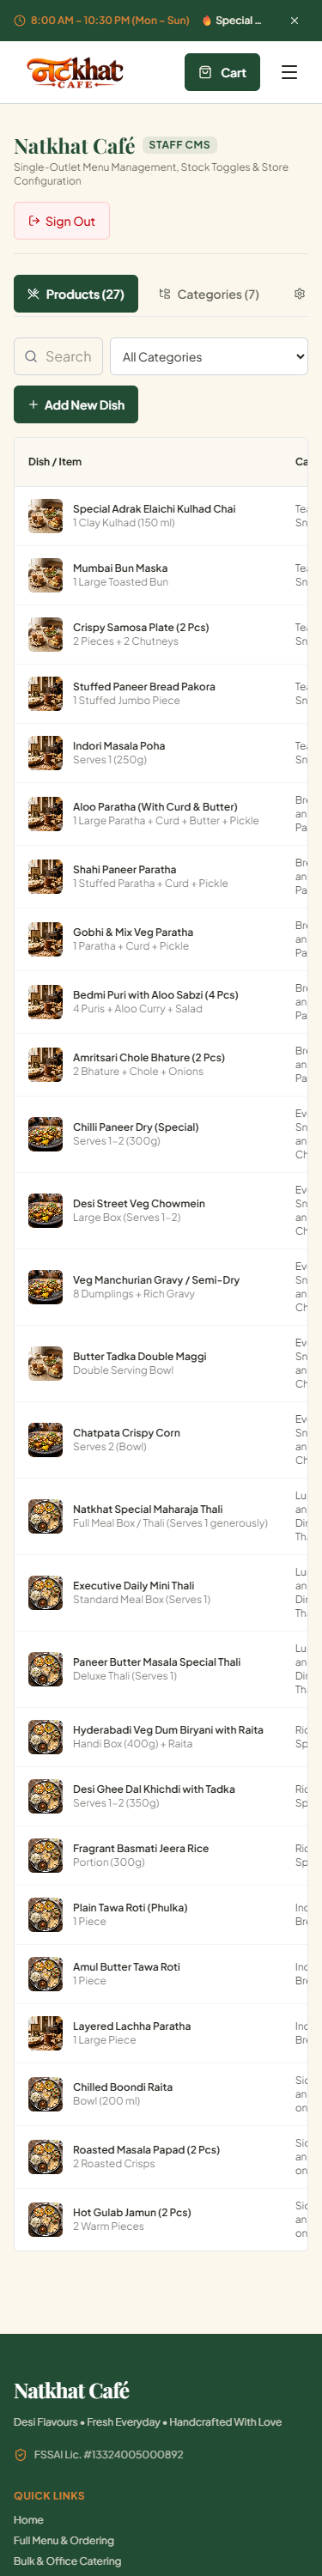 8:00 AM – 10:30 PM (Mon – Sun) 🔥 Special ...
नटखट
CAFE
Cart
Natkhat Café STAFF CMS
Single-Outlet Menu Management, Stock Toggles & Store
Configuration
Sign Out
Products (27)
Categories (7)
Search
All Categories
Add New Dish
Dish / Item
Special Adrak Elaichi Kulhad Chai
1 Clay Kulhad (150 ml)
Mumbai Bun Maska
1 Large Toasted Bun
Crispy Samosa Plate (2 Pcs)
2 Pieces + 2 Chutneys
Stuffed Paneer Bread Pakora
1 Stuffed Jumbo Piece
Indori Masala Poha
Serves 1 (250g)
Aloo Paratha (With Curd & Butter)
1 Large Paratha + Curd + Butter + Pickle
Shahi Paneer Paratha
1 Stuffed Paratha + Curd + Pickle
Gobhi & Mix Veg Paratha
1 Paratha + Curd + Pickle
Bedmi Puri with Aloo Sabzi (4 Pcs)
4 Puris + Aloo Curry + Salad
Amritsari Chole Bhature (2 Pcs)
2 Bhature + Chole + Onions
Chilli Paneer Dry (Special)
Serves 1–2 (300g)
Desi Street Veg Chowmein
Large Box (Serves 1–2)
Veg Manchurian Gravy / Semi-Dry
8 Dumplings + Rich Gravy
Butter Tadka Double Maggi
Double Serving Bowl
Chatpata Crispy Corn
Serves 2 (Bowl)
Natkhat Special Maharaja Thali
Full Meal Box / Thali (Serves 1 generously)
Executive Daily Mini Thali
Standard Meal Box (Serves 1)
Paneer Butter Masala Special Thali
Deluxe Thali (Serves 1)
Hyderabadi Veg Dum Biryani with Raita
Handi Box (400g) + Raita
Desi Ghee Dal Khichdi with Tadka
Serves 1–2 (350g)
Fragrant Basmati Jeera Rice
Portion (300g)
Plain Tawa Roti (Phulka)
1 Piece
Amul Butter Tawa Roti
1 Piece
Layered Lachha Paratha
1 Large Piece
Chilled Boondi Raita
Bowl (200 ml)
Roasted Masala Papad (2 Pcs)
2 Roasted Crisps
Hot Gulab Jamun (2 Pcs)
2 Warm Pieces
Natkhat Café
Desi Flavours • Fresh Everyday • Handcrafted With Love
FSSAI Lic. #13324005000892
QUICK LINKS
Home
Full Menu & Ordering
Bulk & Office Catering